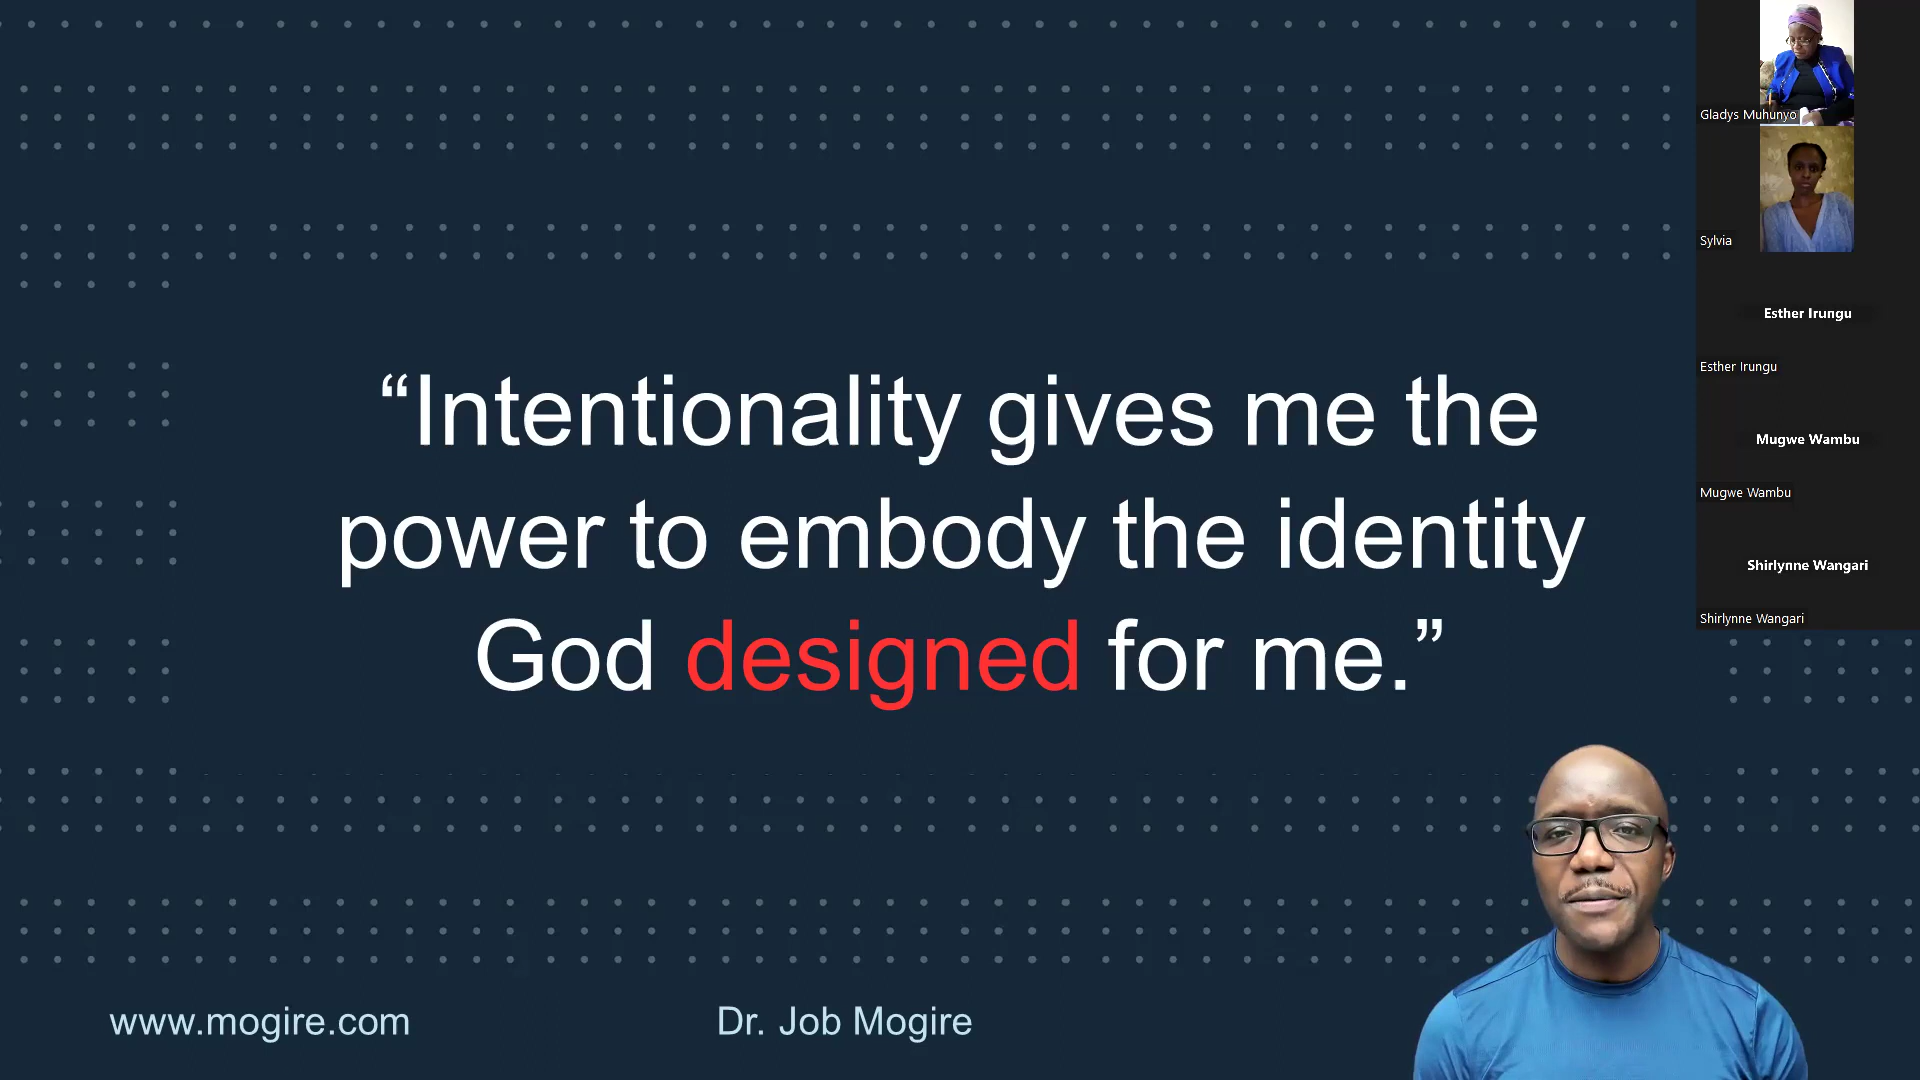 “Intentionality gives me the
power to embody the identity
God designed for me.”
www.mogire.com
Dr. Job Mogire
Gladys Muhunyo
Sylvia
Esther Irungu
Esther Irungu
Mugwe Wambu
Mugwe Wambu
Shirlynne Wangari
Shirlynne Wangari